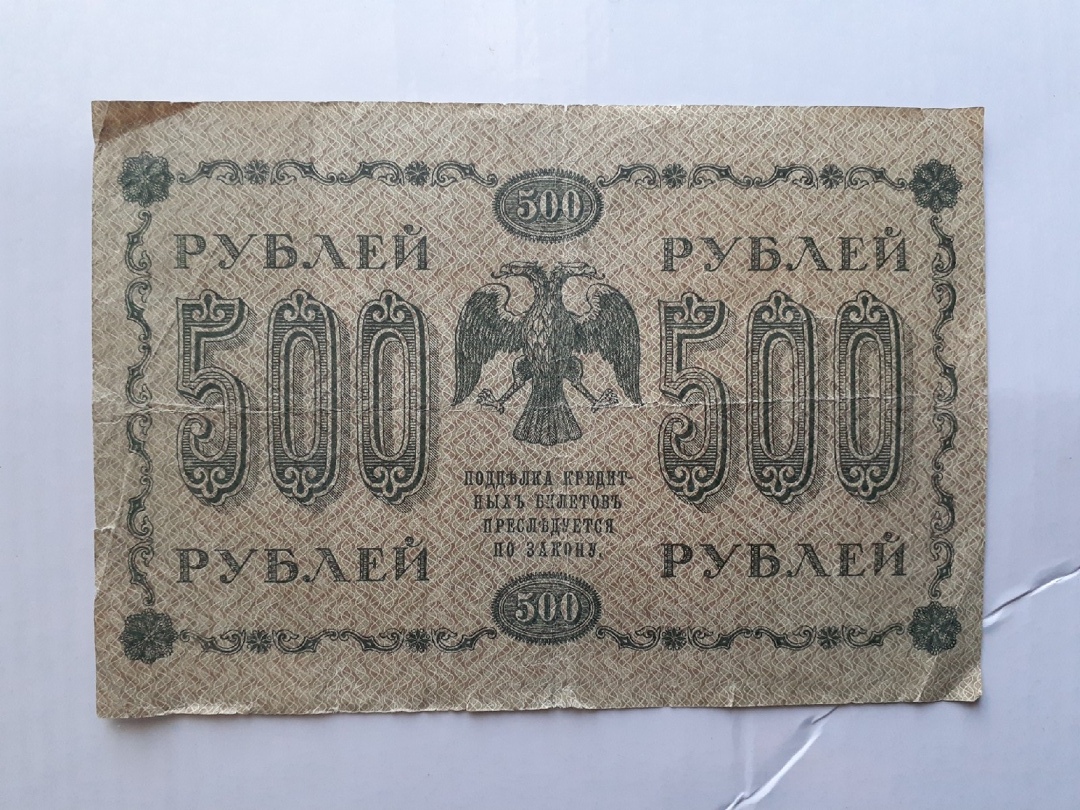 500
РУБЛЕЙ РУБЛЕЙ
500 500
ПОДДѢЛКА КРЕДИТ-
НЫХЪ БИЛЕТОВЪ
ПРЕСЛѢДУЕТСЯ
ПО ЗАКОНУ.
РУБЛЕЙ РУБЛЕЙ
500